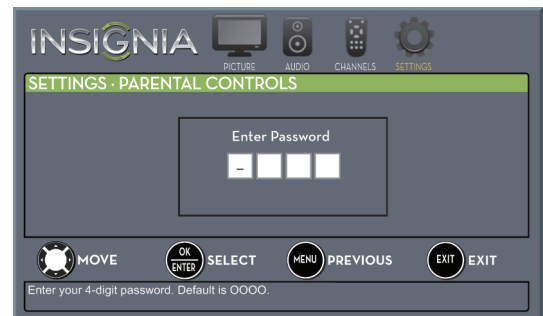 INSIGNIA
PICTURE AUDIO CHANNELS SETTINGS
SETTINGS · PARENTAL CONTROLS
Enter Password
–
MOVE OK ENTER SELECT MENU PREVIOUS EXIT EXIT
Enter your 4-digit password. Default is OOOO.